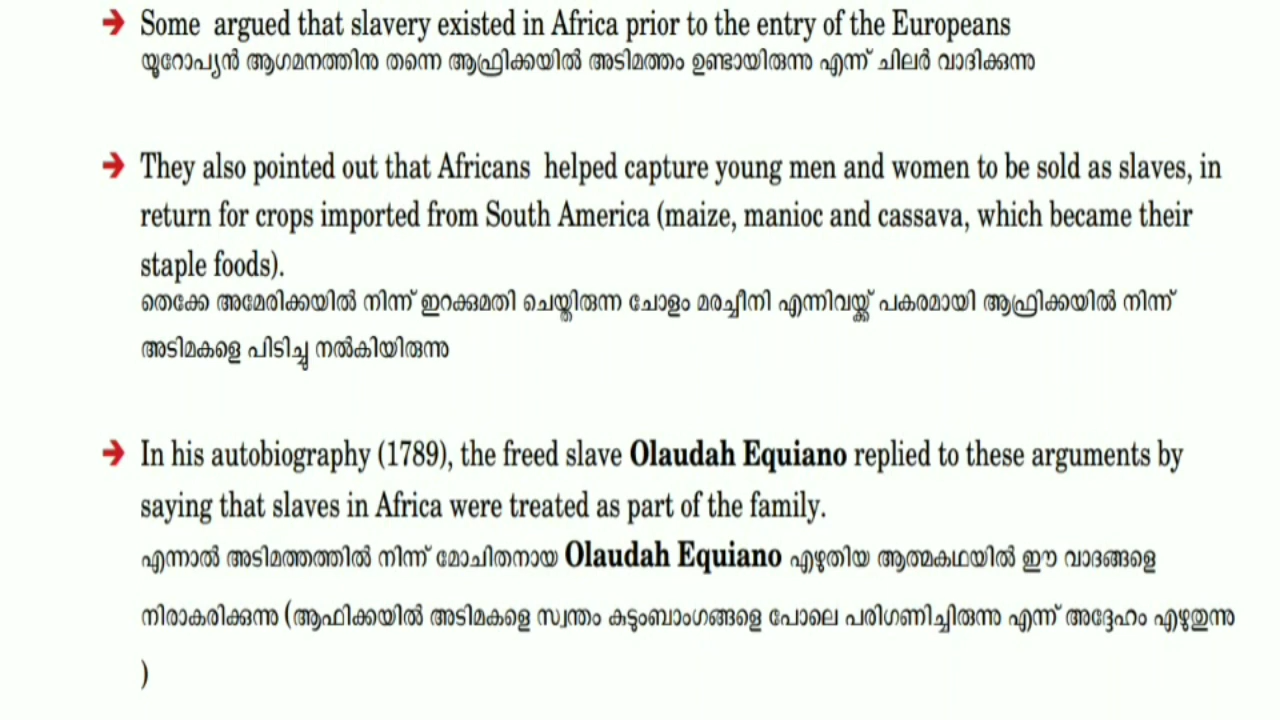 ➔ Some argued that slavery existed in Africa prior to the entry of the Europeans
യൂറോപ്യൻ ആഗമനത്തിനു തന്നെ ആഫ്രിക്കയിൽ അടിമത്തം ഉണ്ടായിരുന്നു എന്ന് ചിലർ വാദിക്കുന്നു
➔ They also pointed out that Africans helped capture young men and women to be sold as slaves, in
return for crops imported from South America (maize, manioc and cassava, which became their
staple foods).
തെക്കേ അമേരിക്കയിൽ നിന്ന് ഇറക്കുമതി ചെയ്തിരുന്ന ചോളം മരച്ചീനി എന്നിവയ്ക്ക് പകരമായി ആഫ്രിക്കയിൽ നിന്ന്
അടിമകളെ പിടിച്ചു നൽകിയിരുന്നു
➔ In his autobiography (1789), the freed slave Olaudah Equiano replied to these arguments by
saying that slaves in Africa were treated as part of the family.
എന്നാൽ അടിമത്തത്തിൽ നിന്ന് മോചിതനായ Olaudah Equiano എഴുതിയ ആത്മകഥയിൽ ഈ വാദങ്ങളെ
നിരാകരിക്കുന്നു (ആഫിക്കയിൽ അടിമകളെ സ്വന്തം കുടുംബാംഗങ്ങളെ പോലെ പരിഗണിച്ചിരുന്നു എന്ന് അദ്ദേഹം എഴുതുന്നു
)